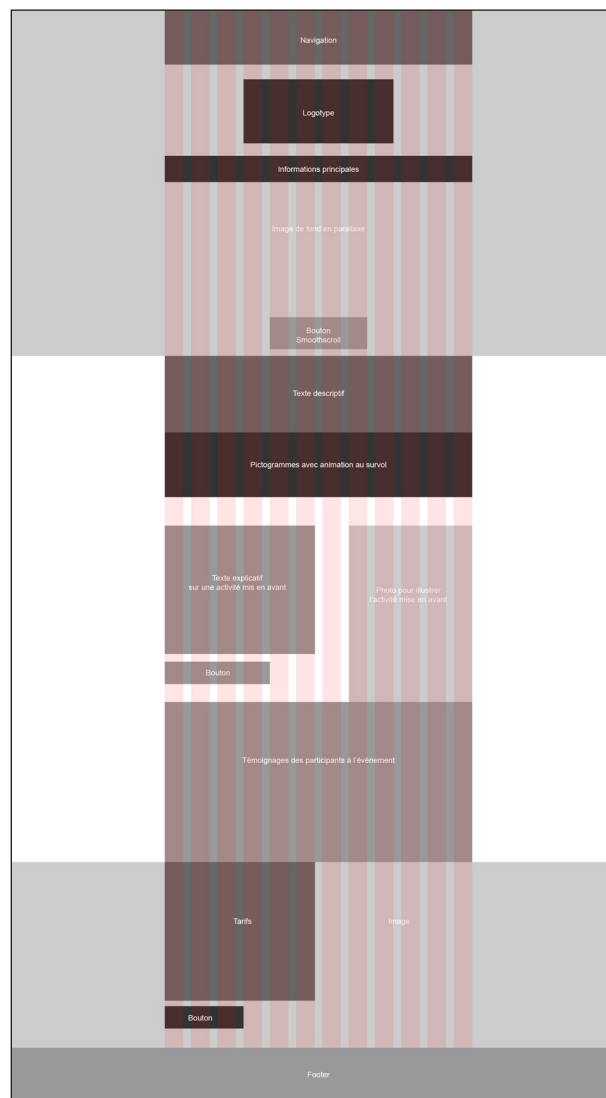 Navigation
Logotype
Informations principales
Image de fond en parallaxe
Bouton
Smoothscroll
Texte descriptif
Pictogrammes avec animation au survol
Texte explicatif
sur une activité mis en avant
Photo pour illustrer
l'activité mise en avant
Bouton
Témoignages des participants à l'événement
Tarifs
Image
Bouton
Footer